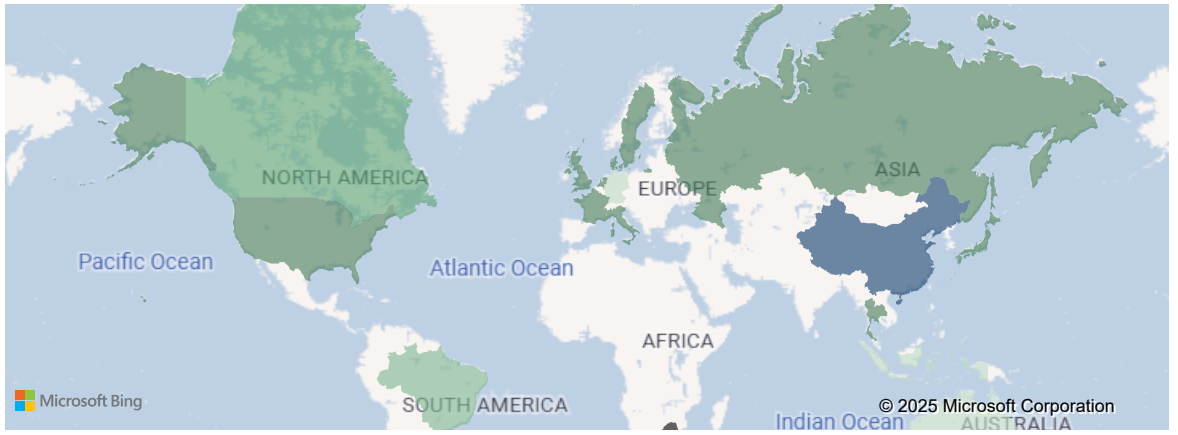 NORTH AMERICA
ASIA
EUROPE
Pacific Ocean
Atlantic Ocean
AFRICA
Microsoft Bing
SOUTH AMERICA
© 2025 Microsoft Corporation
Indian Ocean
AUSTRALIA